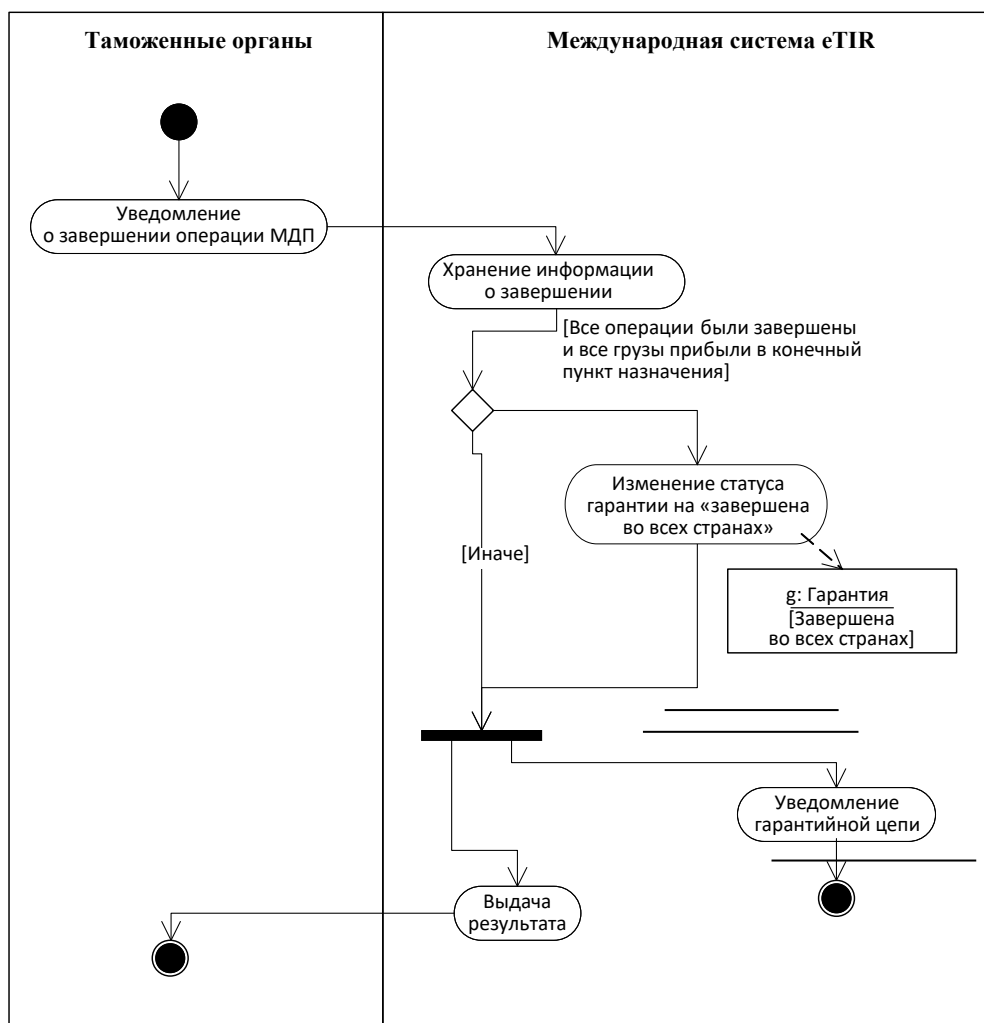 Таможенные органы
Международная система eTIR
Уведомление
о завершении операции МДП
Хранение информации
о завершении
[Все операции были завершены
и все грузы прибыли в конечный
пункт назначения]
Изменение статуса
гарантии на «завершена
во всех странах»
[Иначе]
g: Гарантия
[Завершена
во всех странах]
Уведомление
гарантийной цепи
Выдача
результата